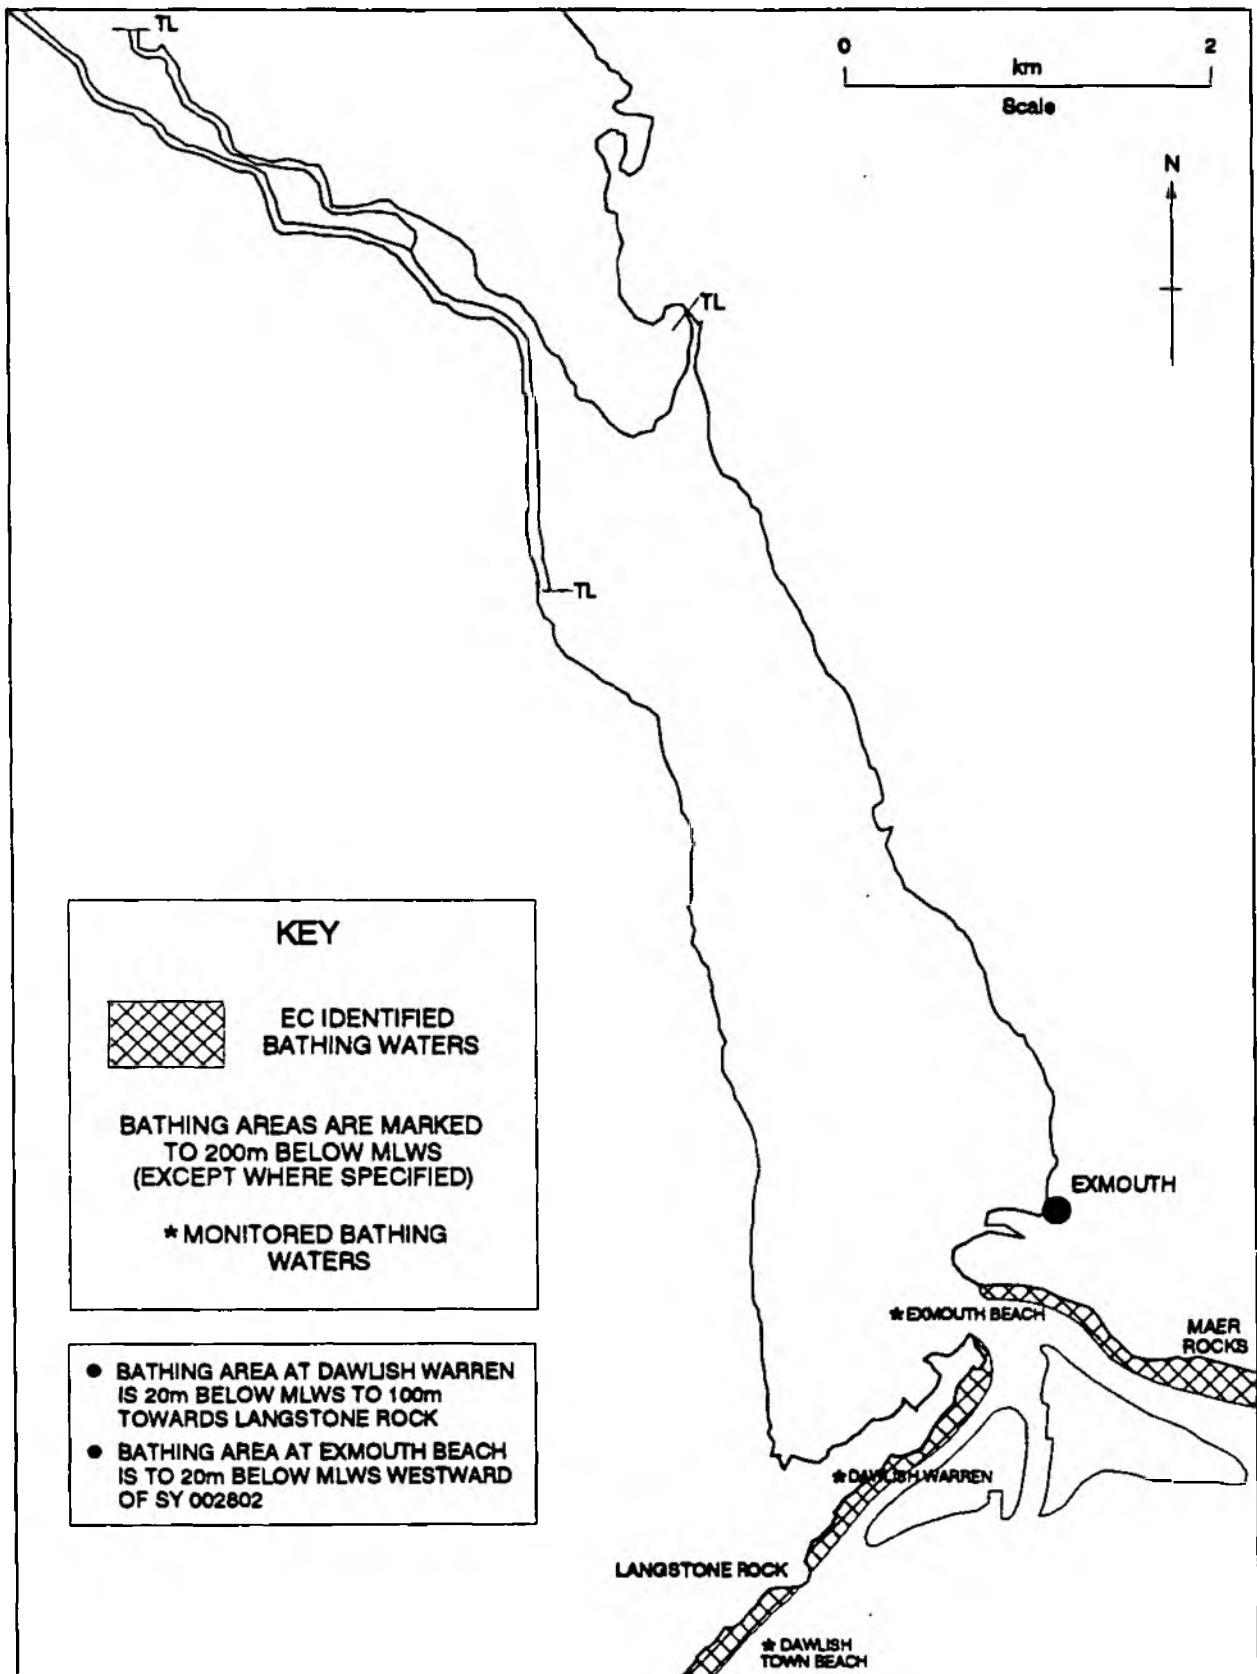 TL
0
2
km
Scale
N
TL
TL
KEY
EC IDENTIFIED
BATHING WATERS
BATHING AREAS ARE MARKED
TO 200m BELOW MLWS
(EXCEPT WHERE SPECIFIED)
* MONITORED BATHING
WATERS
EXMOUTH
* EXMOUTH BEACH
MAER
ROCKS
● BATHING AREA AT DAWLISH WARREN
IS 20m BELOW MLWS TO 100m
TOWARDS LANGSTONE ROCK
● BATHING AREA AT EXMOUTH BEACH
IS TO 20m BELOW MLWS WESTWARD
OF SY 002802
* DAWLISH WARREN
LANGSTONE ROCK
* DAWLISH
TOWN BEACH